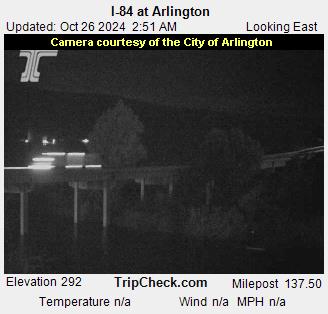 I-84 at Arlington
Updated: Oct 26 2024 2:51 AM Looking East
Camera courtesy of the City of Arlington
Elevation 292 TripCheck.com Milepost 137.50
Temperature n/a Wind n/a MPH n/a